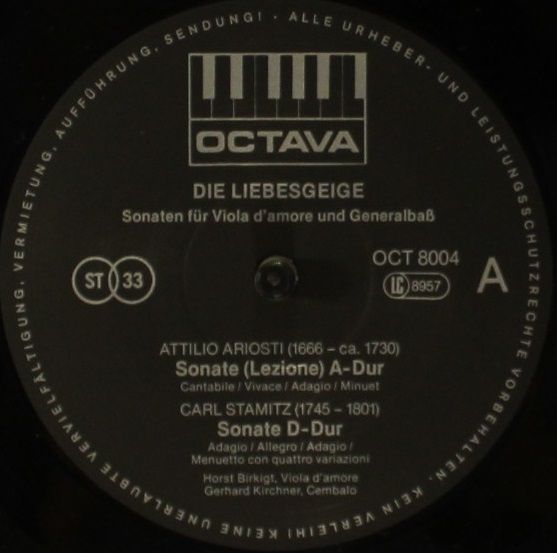 ALLE URHEBER- UND LEISTUNGSSCHUTZRECHTE VORBEHALTEN. KEIN VERLEIH! KEINE UNERLAUBTE VERVIELFÄLTIGUNG, VERMIETUNG, AUFFÜHRUNG, SENDUNG! ·
OCTAVA
DIE LIEBESGEIGE
Sonaten für Viola d'amore und Generalbaß
ST 33
OCT 8004
LC 8957
A
ATTILIO ARIOSTI (1666 – ca. 1730)
Sonate (Lezione) A-Dur
Cantabile / Vivace / Adagio / Minuet
CARL STAMITZ (1745 – 1801)
Sonate D-Dur
Adagio / Allegro / Adagio /
Menuetto con quattro variazioni
Horst Birkigt, Viola d'amore
Gerhard Kirchner, Cembalo